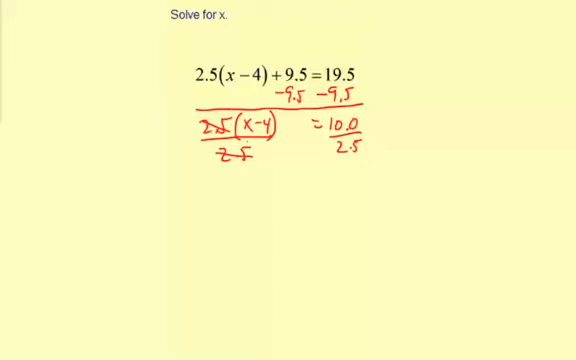 Solve for x.
2.5(x − 4) + 9.5 = 19.5
−9.5 −9.5
2.5(x−4) = 10.0
2.5 2.5